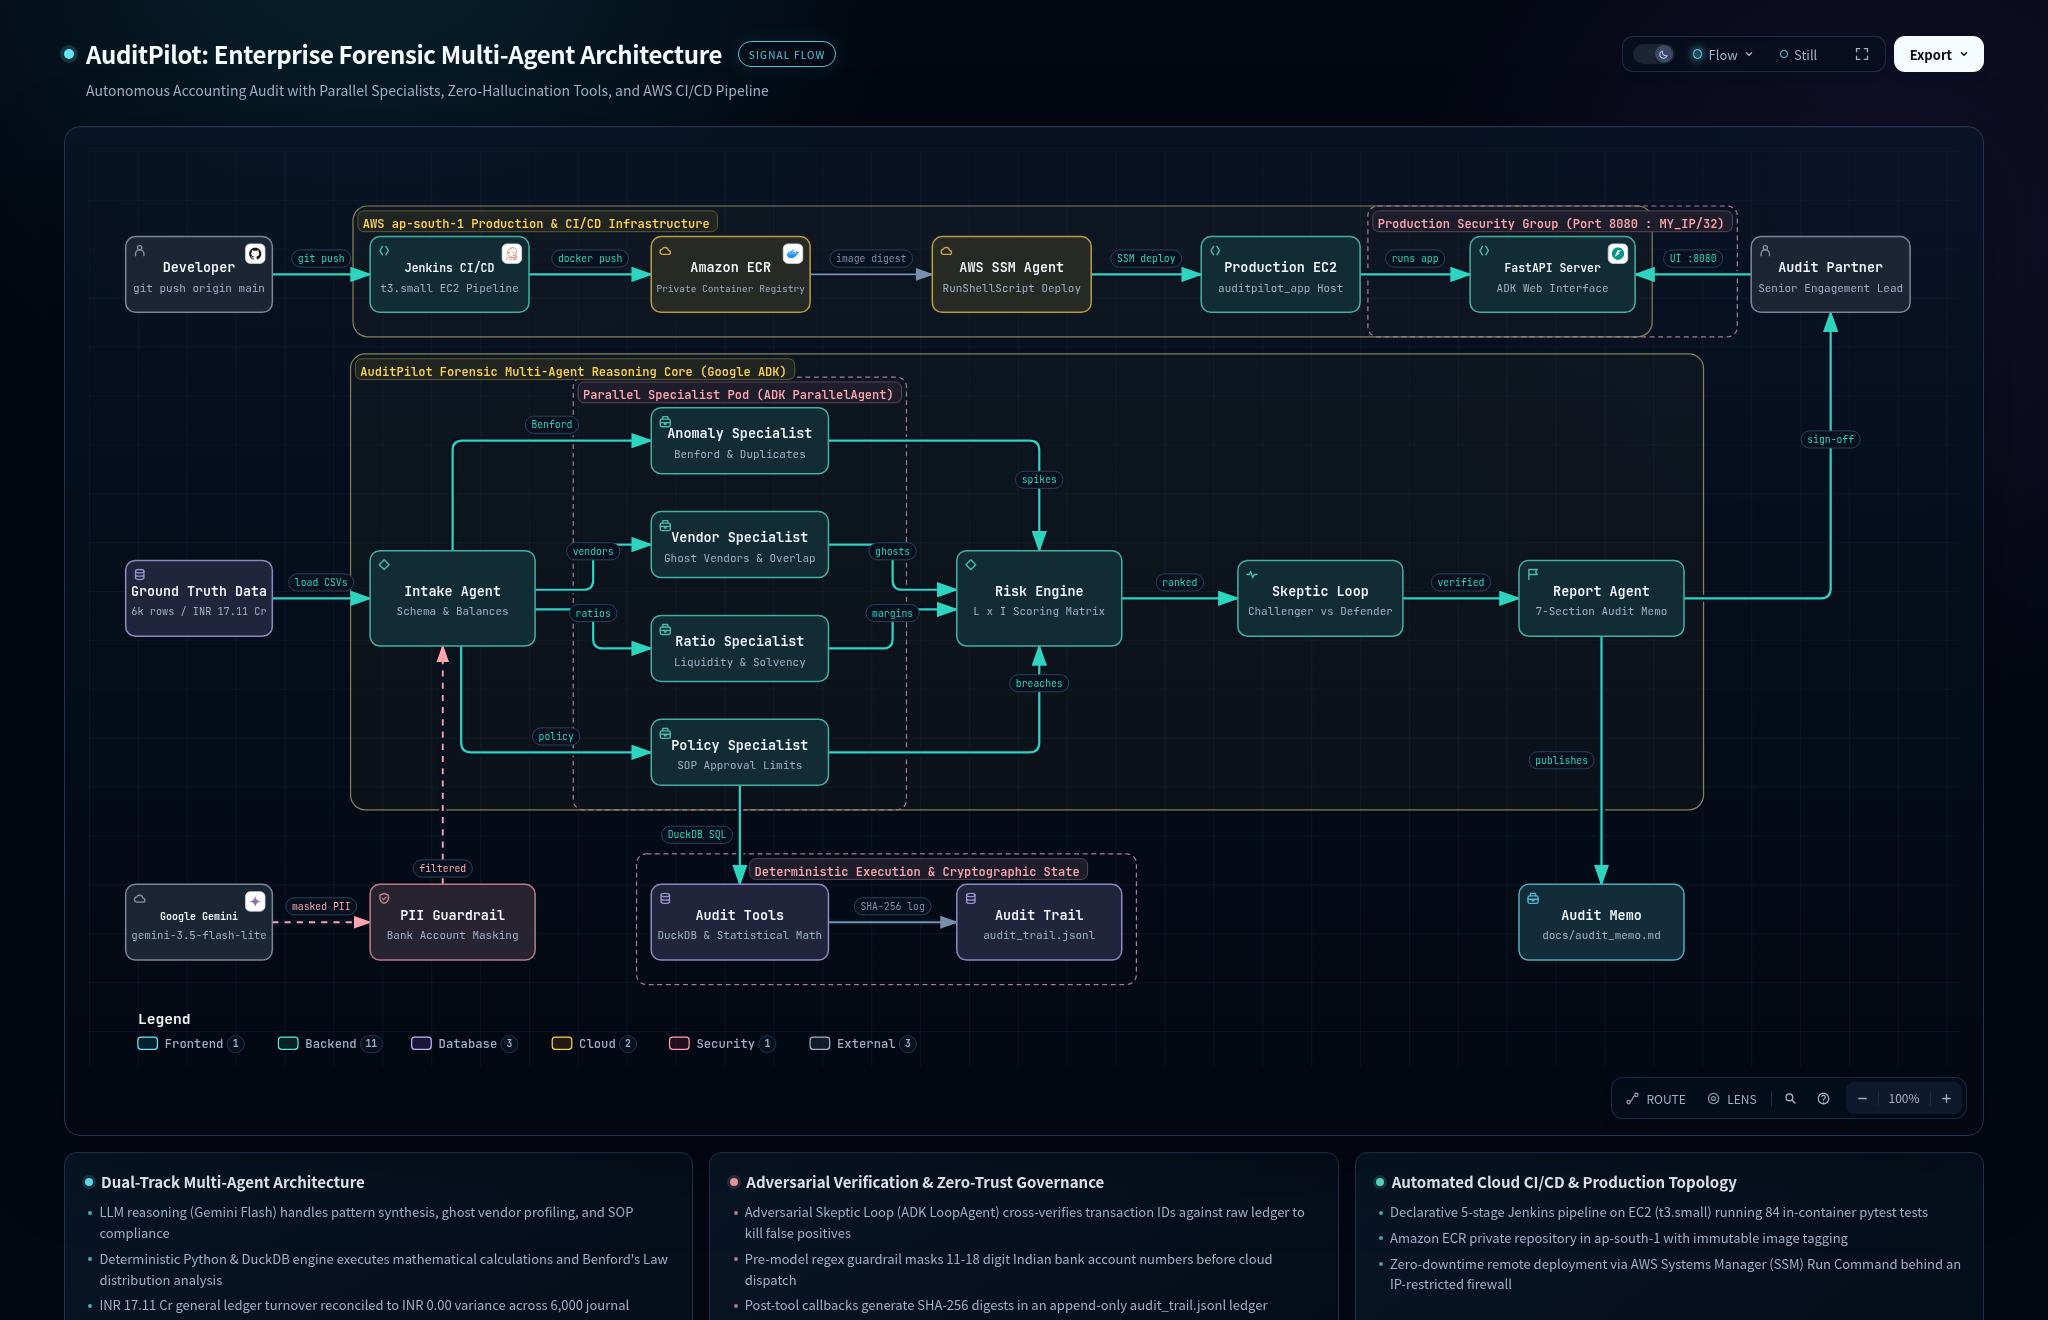 AuditPilot: Enterprise Forensic Multi-Agent Architecture
SIGNAL FLOW
Flow
Still
Export
Autonomous Accounting Audit with Parallel Specialists, Zero-Hallucination Tools, and AWS CI/CD Pipeline
AWS ap-south-1 Production & CI/CD Infrastructure
Production Security Group (Port 8080 : MY_IP/32)
Developer
git push origin main
git push
Jenkins CI/CD
t3.small EC2 Pipeline
docker push
Amazon ECR
Private Container Registry
image digest
AWS SSM Agent
RunShellScript Deploy
SSM deploy
Production EC2
auditpilot_app Host
runs app
FastAPI Server
ADK Web Interface
UI :8080
Audit Partner
Senior Engagement Lead
AuditPilot Forensic Multi-Agent Reasoning Core (Google ADK)
Parallel Specialist Pod (ADK ParallelAgent)
Benford
Anomaly Specialist
Benford & Duplicates
sign-off
spikes
Vendor Specialist
Ghost Vendors & Overlap
vendors
ghosts
Ground Truth Data
6k rows / INR 17.11 Cr
load CSVs
Intake Agent
Schema & Balances
ratios
margins
Risk Engine
L x I Scoring Matrix
ranked
Skeptic Loop
Challenger vs Defender
verified
Report Agent
7-Section Audit Memo
Ratio Specialist
Liquidity & Solvency
breaches
policy
Policy Specialist
SOP Approval Limits
publishes
DuckDB SQL
filtered
Deterministic Execution & Cryptographic State
Google Gemini
gemini-3.5-flash-lite
masked PII
PII Guardrail
Bank Account Masking
Audit Tools
DuckDB & Statistical Math
SHA-256 log
Audit Trail
audit_trail.jsonl
Audit Memo
docs/audit_memo.md
Legend
Frontend 1
Backend 11
Database 3
Cloud 2
Security 1
External 3
ROUTE
LENS
100%
Dual-Track Multi-Agent Architecture
LLM reasoning (Gemini Flash) handles pattern synthesis, ghost vendor profiling, and SOP
compliance
Deterministic Python & DuckDB engine executes mathematical calculations and Benford's Law
distribution analysis
INR 17.11 Cr general ledger turnover reconciled to INR 0.00 variance across 6,000 journal
Adversarial Verification & Zero-Trust Governance
Adversarial Skeptic Loop (ADK LoopAgent) cross-verifies transaction IDs against raw ledger to
kill false positives
Pre-model regex guardrail masks 11-18 digit Indian bank account numbers before cloud
dispatch
Post-tool callbacks generate SHA-256 digests in an append-only audit_trail.jsonl ledger
Automated Cloud CI/CD & Production Topology
Declarative 5-stage Jenkins pipeline on EC2 (t3.small) running 84 in-container pytest tests
Amazon ECR private repository in ap-south-1 with immutable image tagging
Zero-downtime remote deployment via AWS Systems Manager (SSM) Run Command behind an
IP-restricted firewall